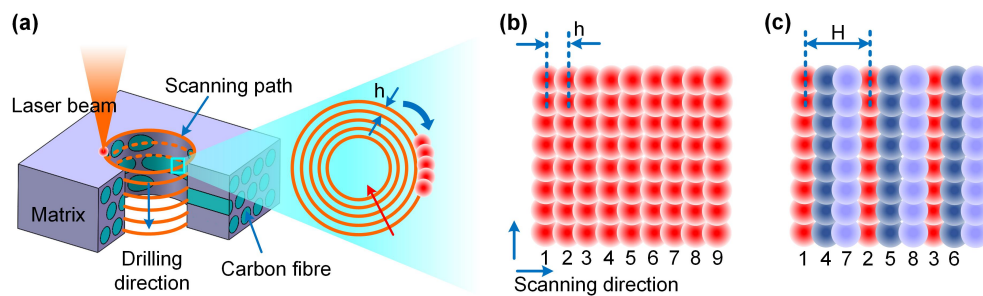 (a)
Laser beam
Scanning path
h
Matrix
Drilling
direction
Carbon fibre
(b)
h
1 2 3 4 5 6 7 8 9
Scanning direction
(c)
H
1 4 7 2 5 8 3 6